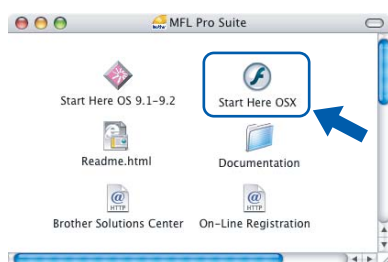 MFL Pro Suite
Start Here OS 9.1-9.2
Start Here OSX
Readme.html
Documentation
@
HTTP
@
HTTP
Brother Solutions Center
On-Line Registration